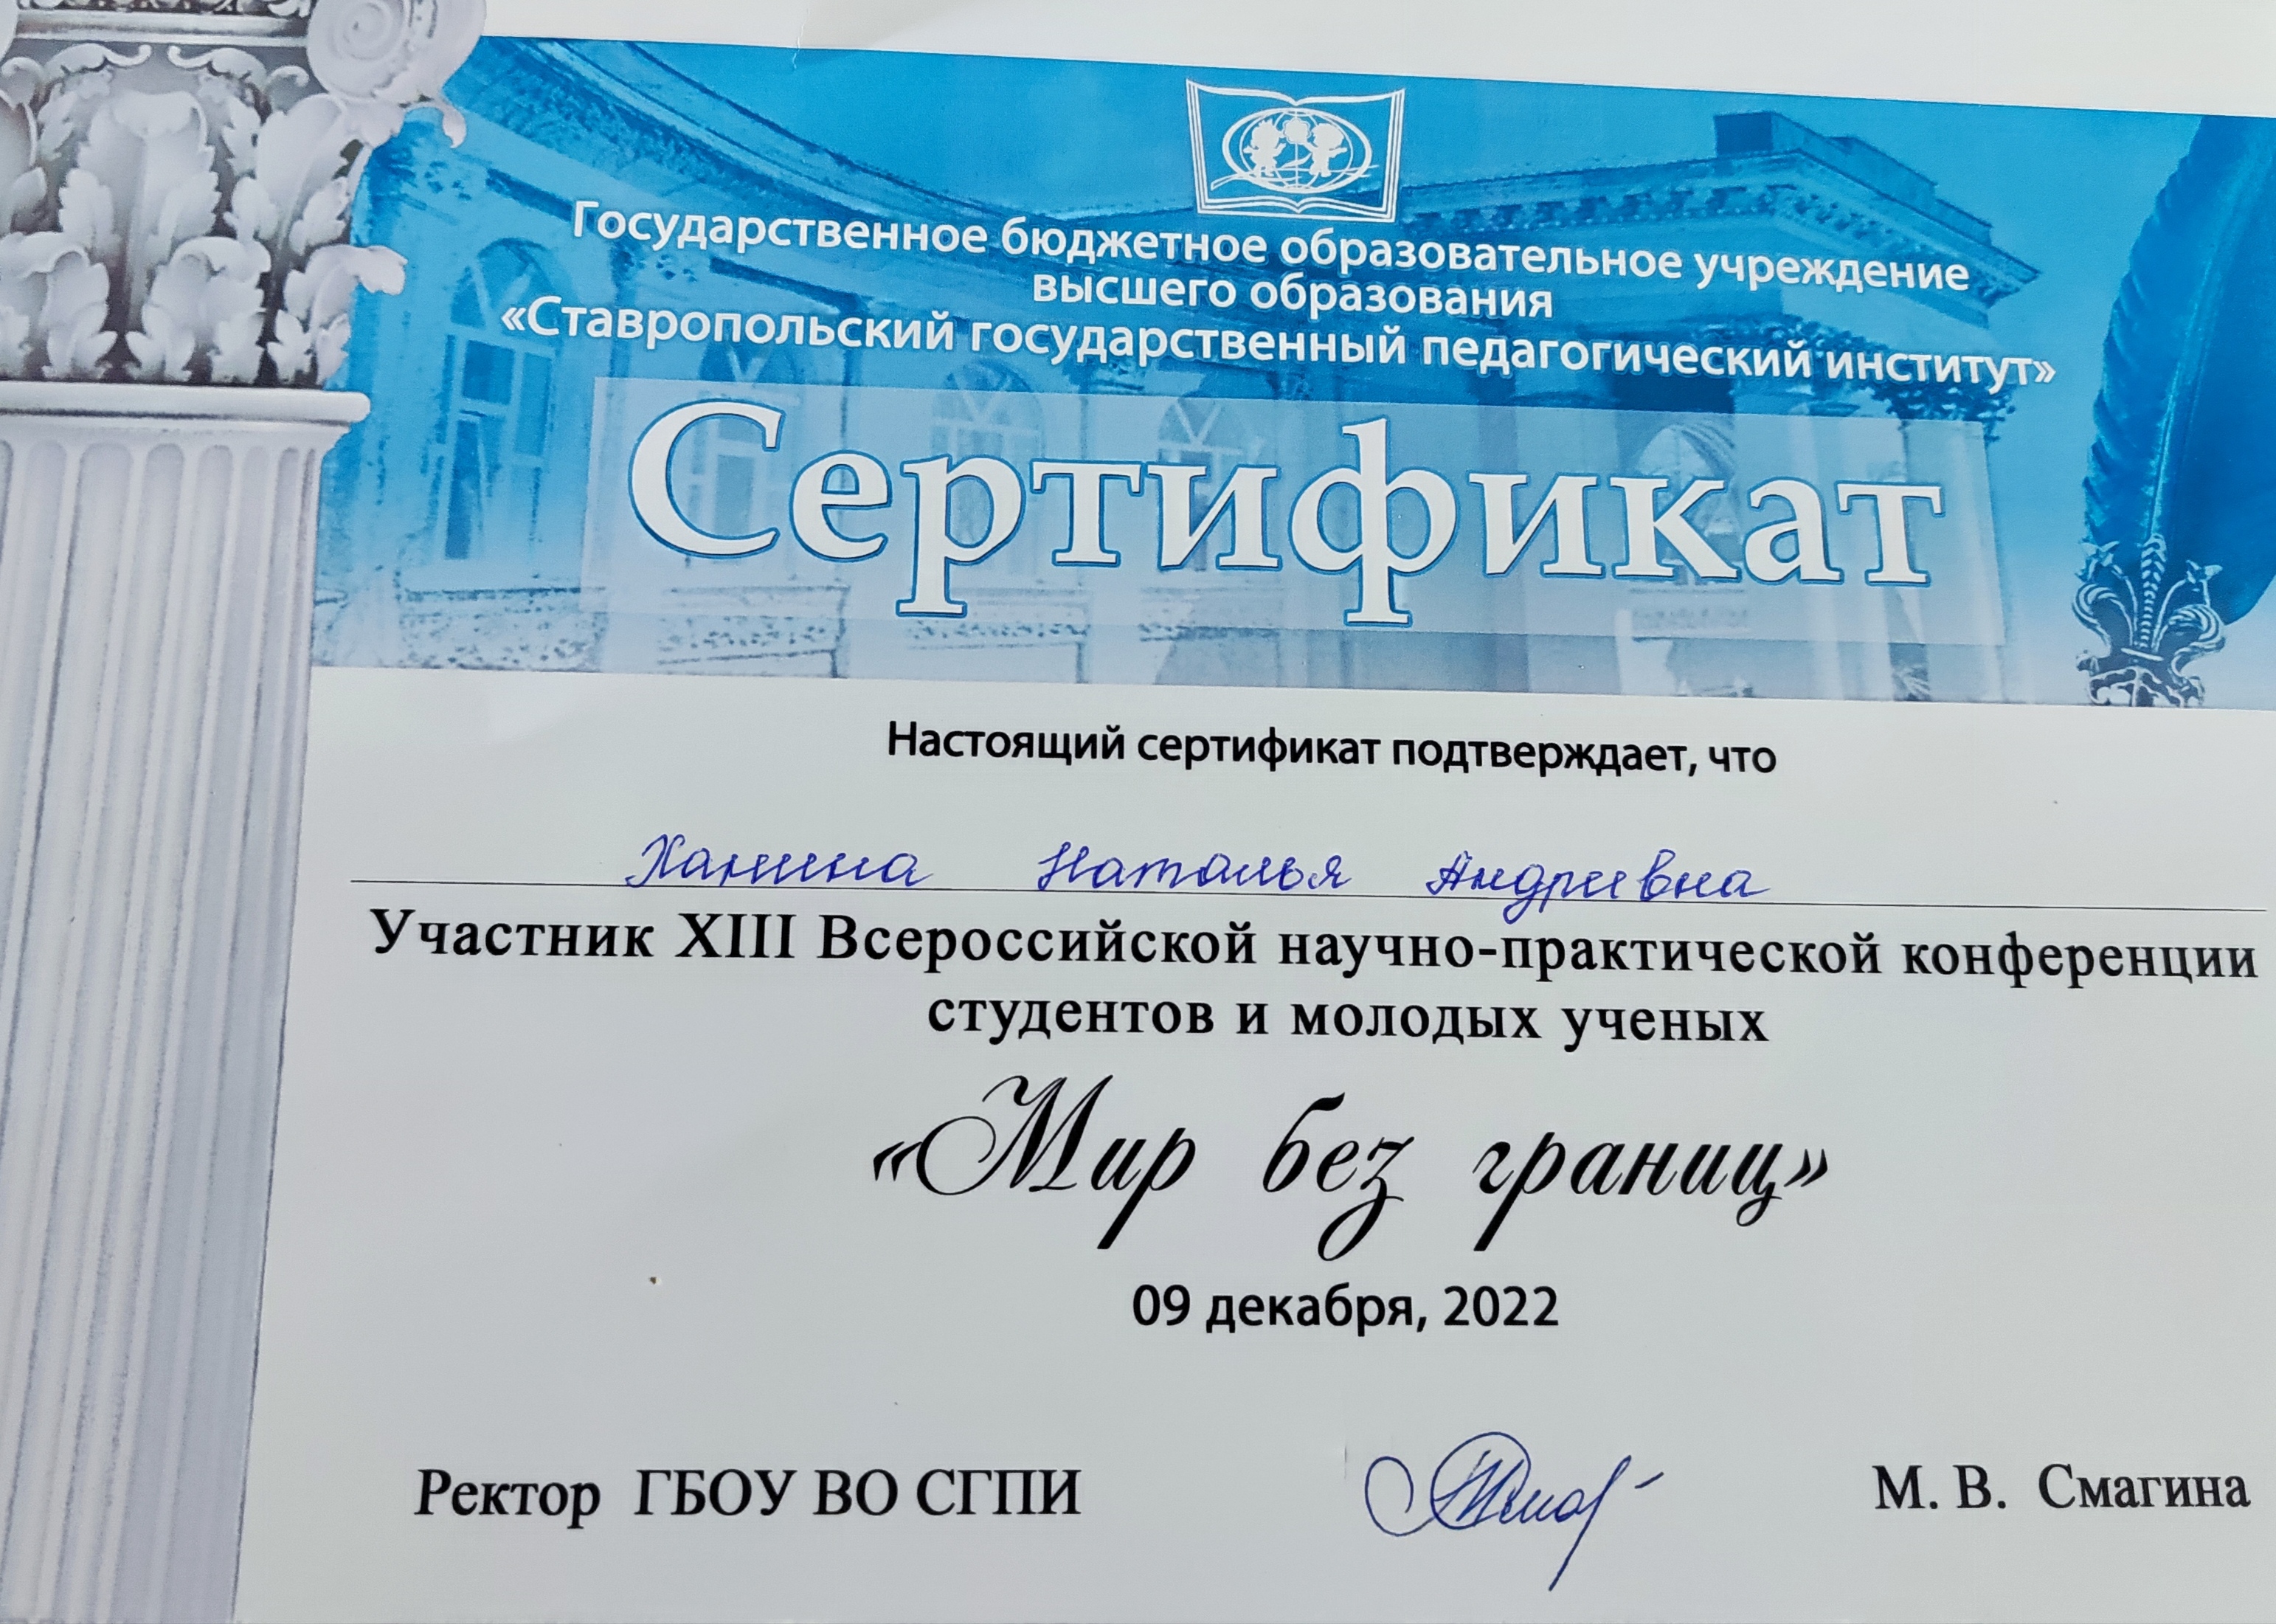 Государственное бюджетное образовательное учреждение
высшего образования
«Ставропольский государственный педагогический институт»
Сертификат
Настоящий сертификат подтверждает, что
Ханина Наталья Андреевна
Участник XIII Всероссийской научно-практической конференции
студентов и молодых ученых
«Мир без границ»
09 декабря, 2022
Ректор ГБОУ ВО СГПИ М. В. Смагина